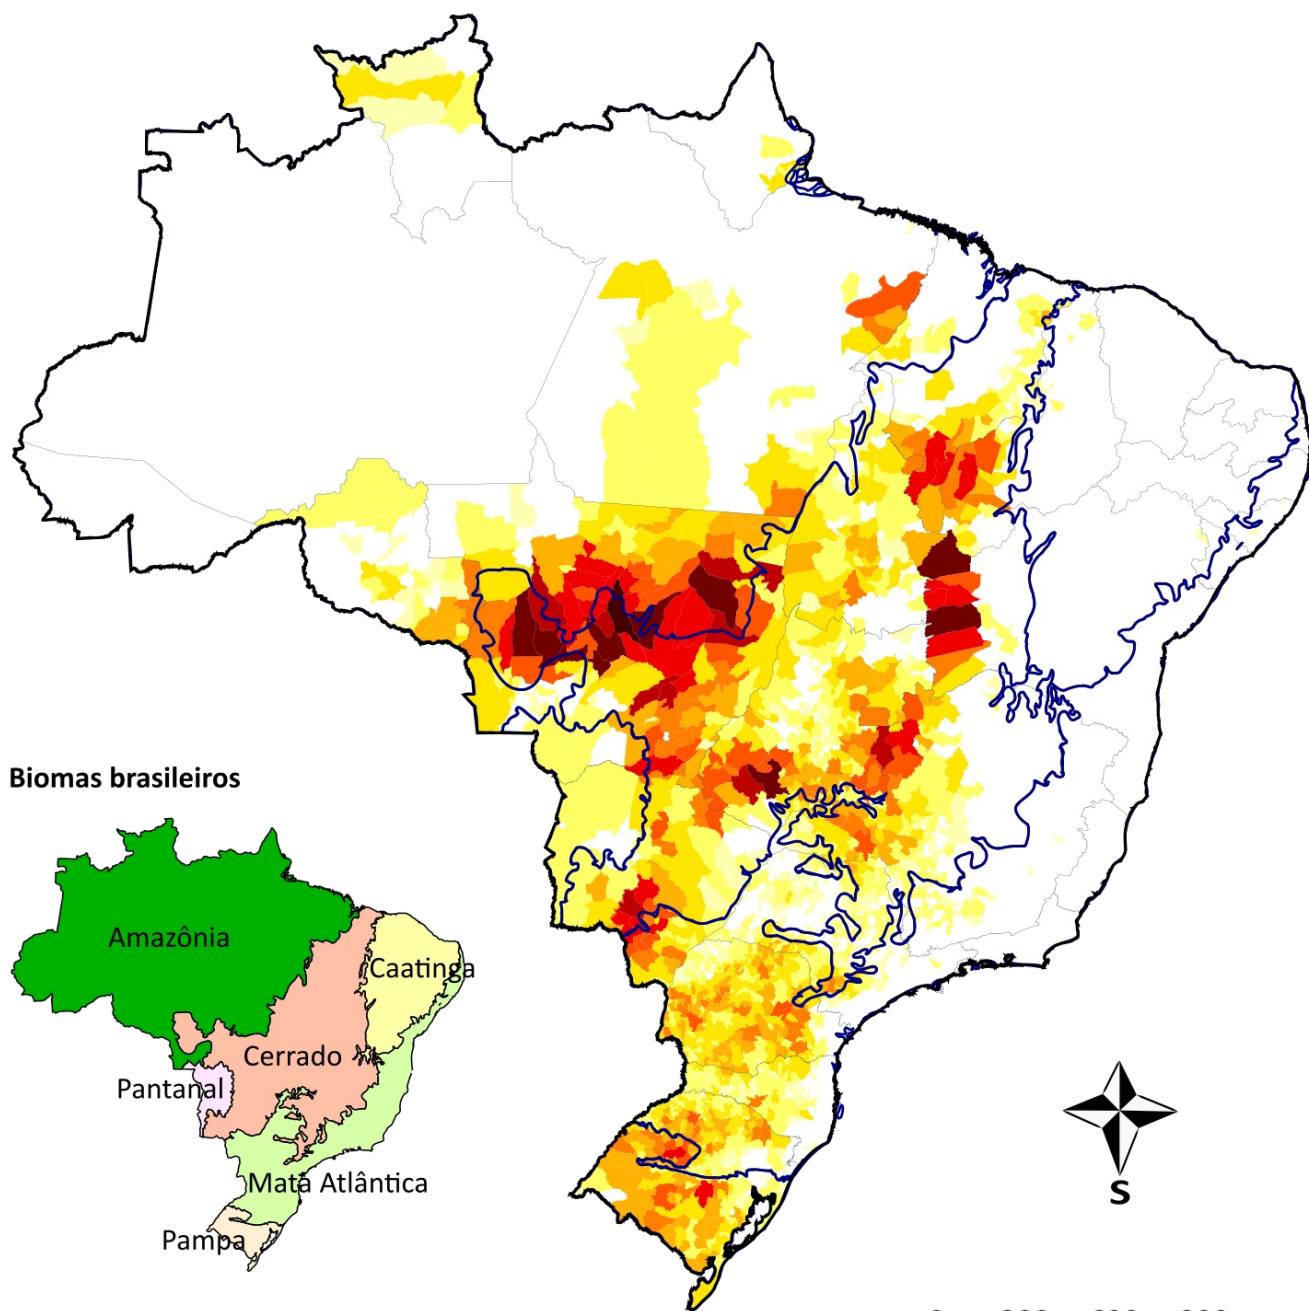 Biomas brasileiros
Amazônia
Caatinga
Cerrado
Pantanal
Mata Atlântica
Pampa
S